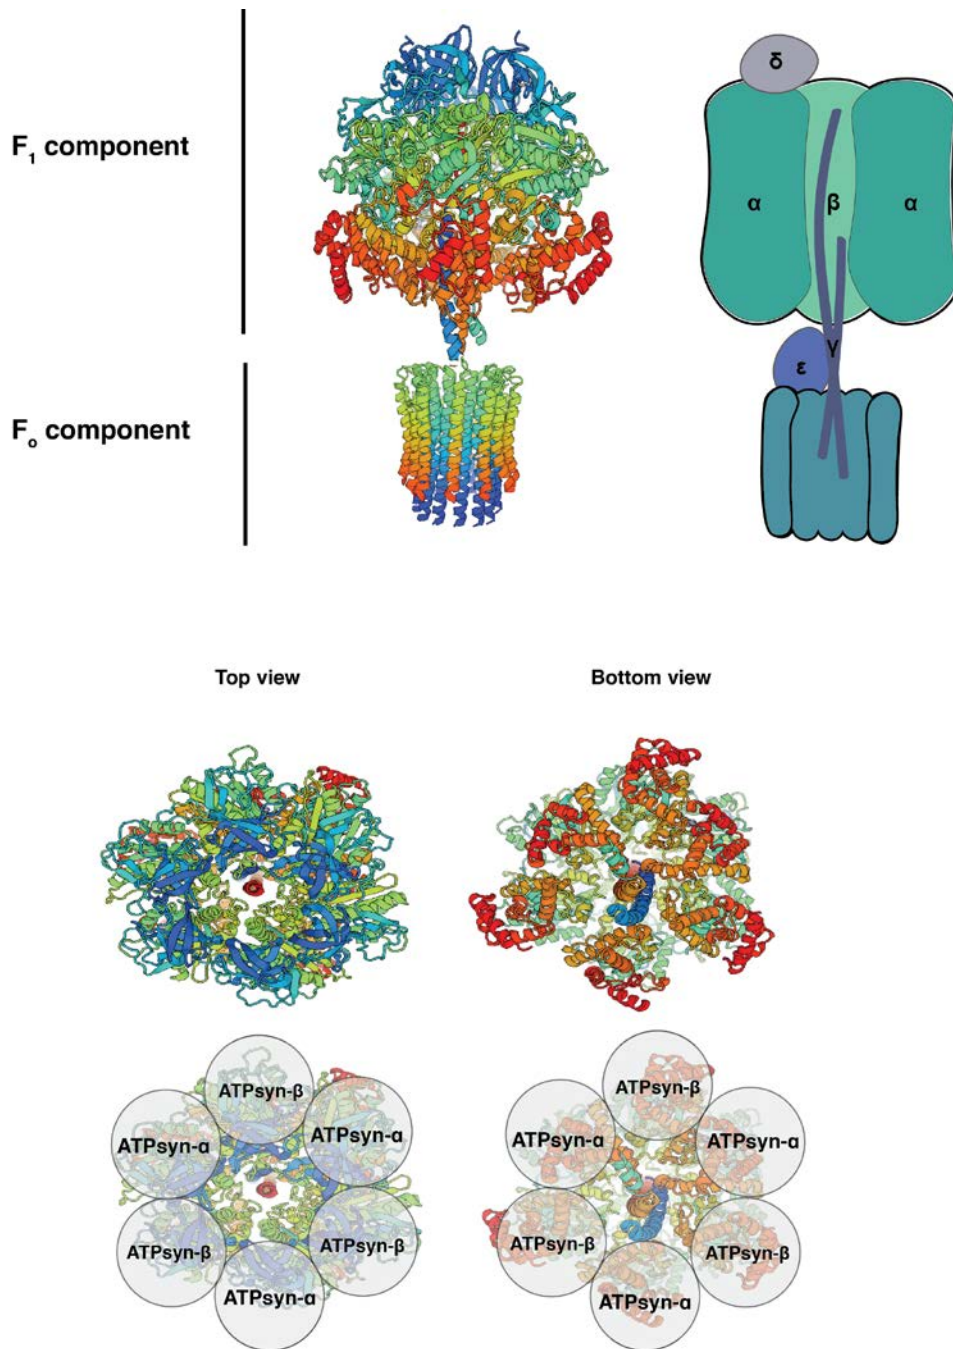 F₁ component
δ
α β α
γ
ε
Fₒ component
Top view Bottom view
ATPsyn-β
ATPsyn-α ATPsyn-α
ATPsyn-β ATPsyn-β
ATPsyn-α
ATPsyn-β
ATPsyn-α ATPsyn-α
ATPsyn-β ATPsyn-β
ATPsyn-α